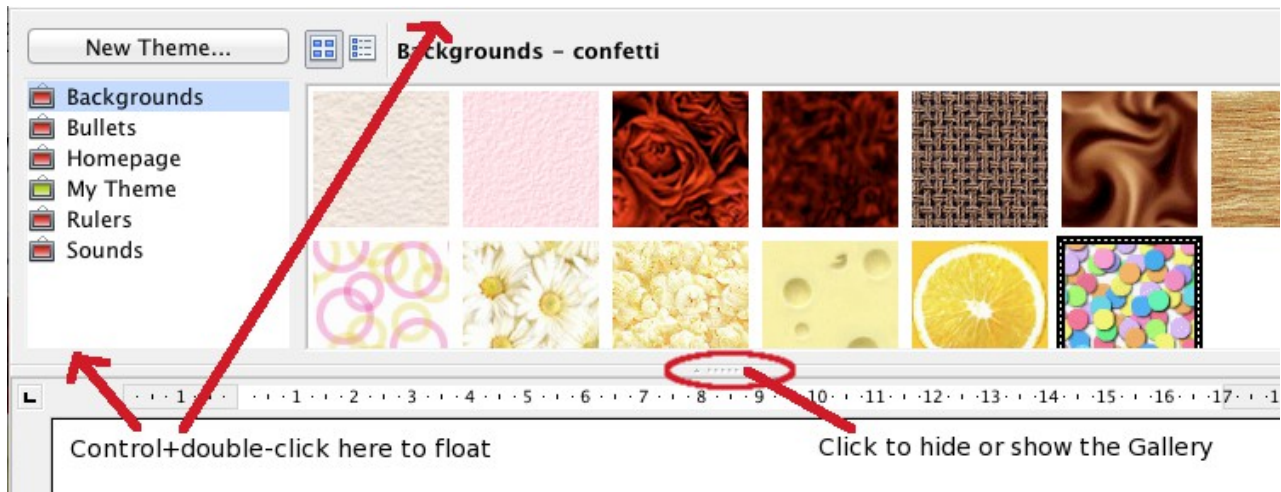 New Theme...
Backgrounds – confetti
Backgrounds
Bullets
Homepage
My Theme
Rulers
Sounds
1 1 2 3 4 5 6 7 8 9 10 11 12 13 14 15 16 17
Control+double-click here to float
Click to hide or show the Gallery